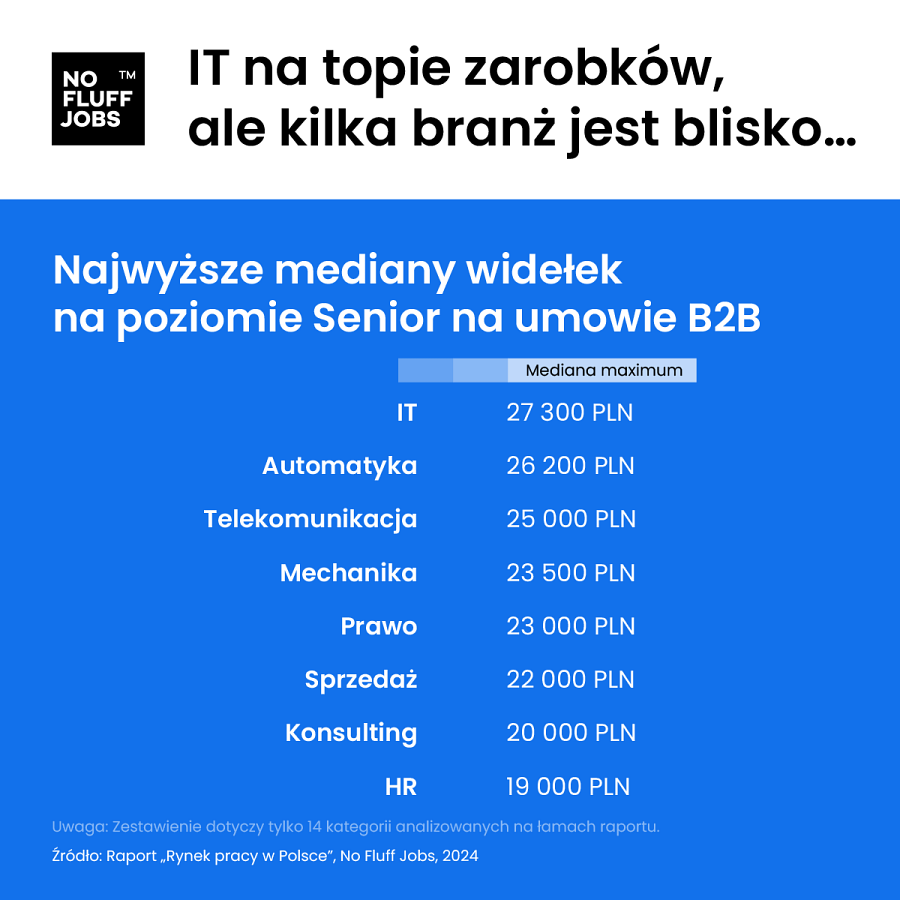 NO ™
FLUFF
JOBS
IT na topie zarobków,
ale kilka branż jest blisko...
Najwyższe mediany widełek
na poziomie Senior na umowie B2B
Mediana maximum
IT 27 300 PLN
Automatyka 26 200 PLN
Telekomunikacja 25 000 PLN
Mechanika 23 500 PLN
Prawo 23 000 PLN
Sprzedaż 22 000 PLN
Konsulting 20 000 PLN
HR 19 000 PLN
Uwaga: Zestawienie dotyczy tylko 14 kategorii analizowanych na łamach raportu.
Źródło: Raport „Rynek pracy w Polsce”, No Fluff Jobs, 2024